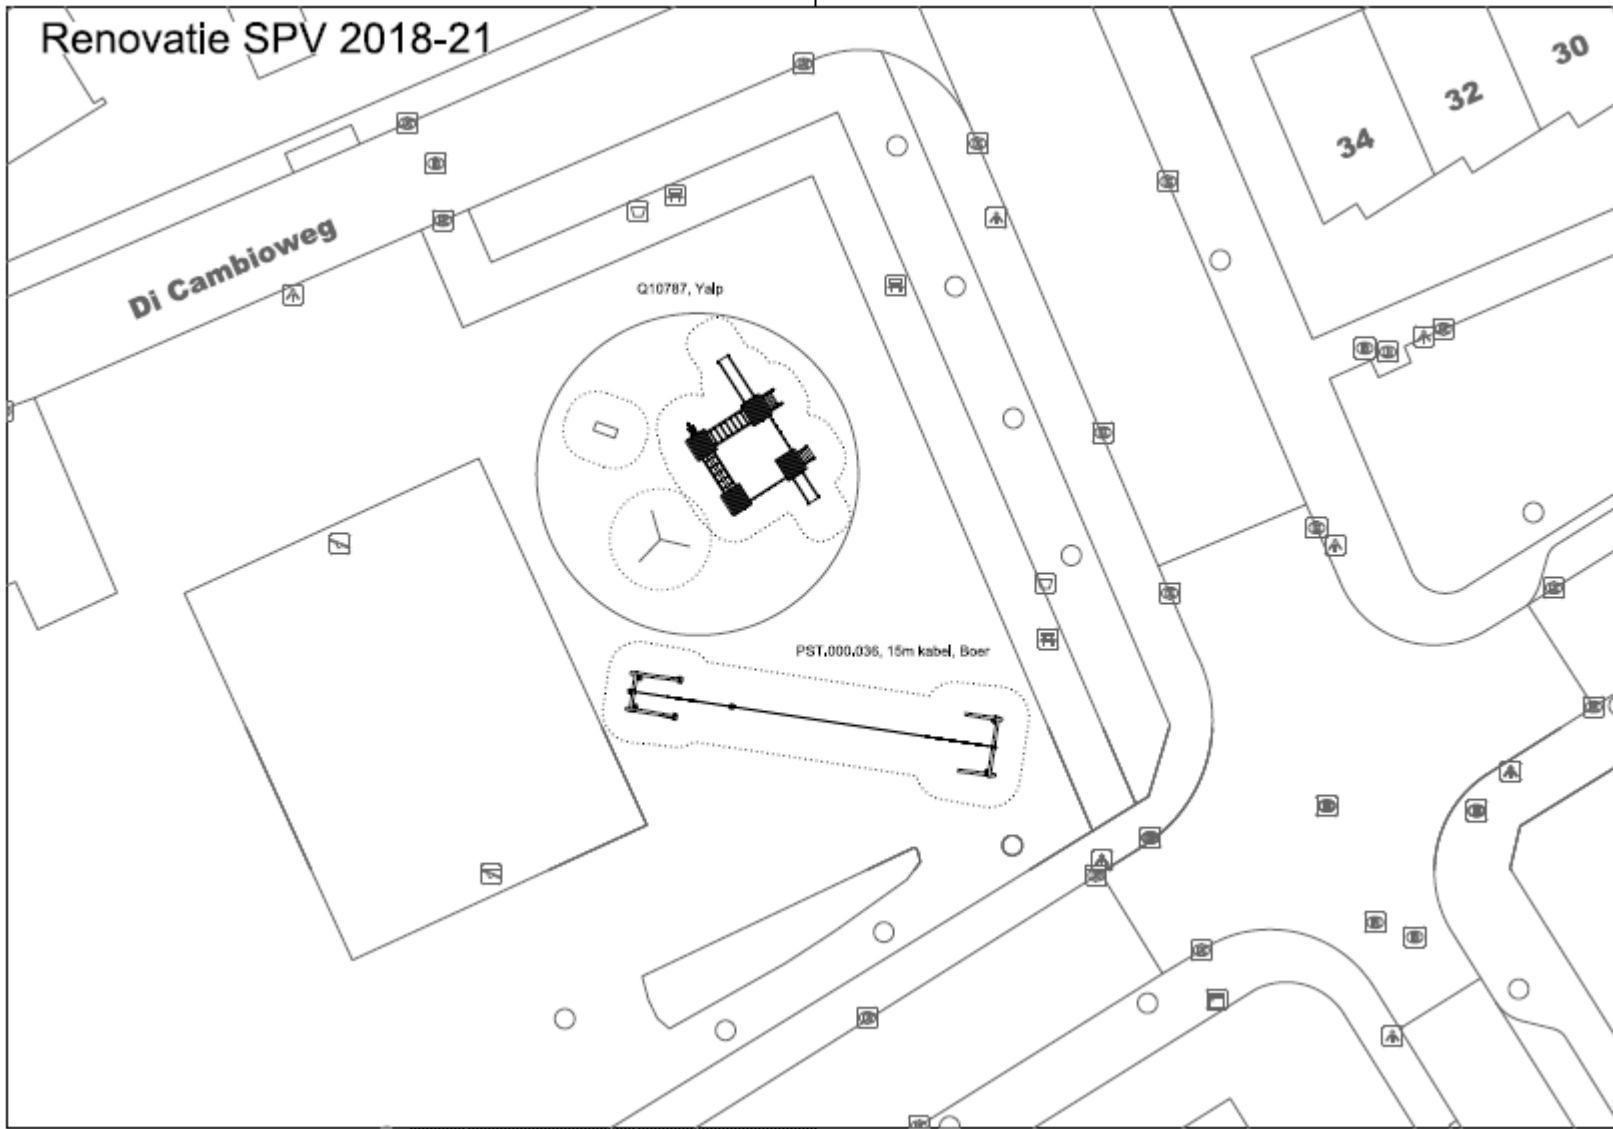 Renovatie SPV 2018-21
30
32
34
Di Cambioweg
Q10787, Yalp
PST.000.036, 15m kabel, Boer